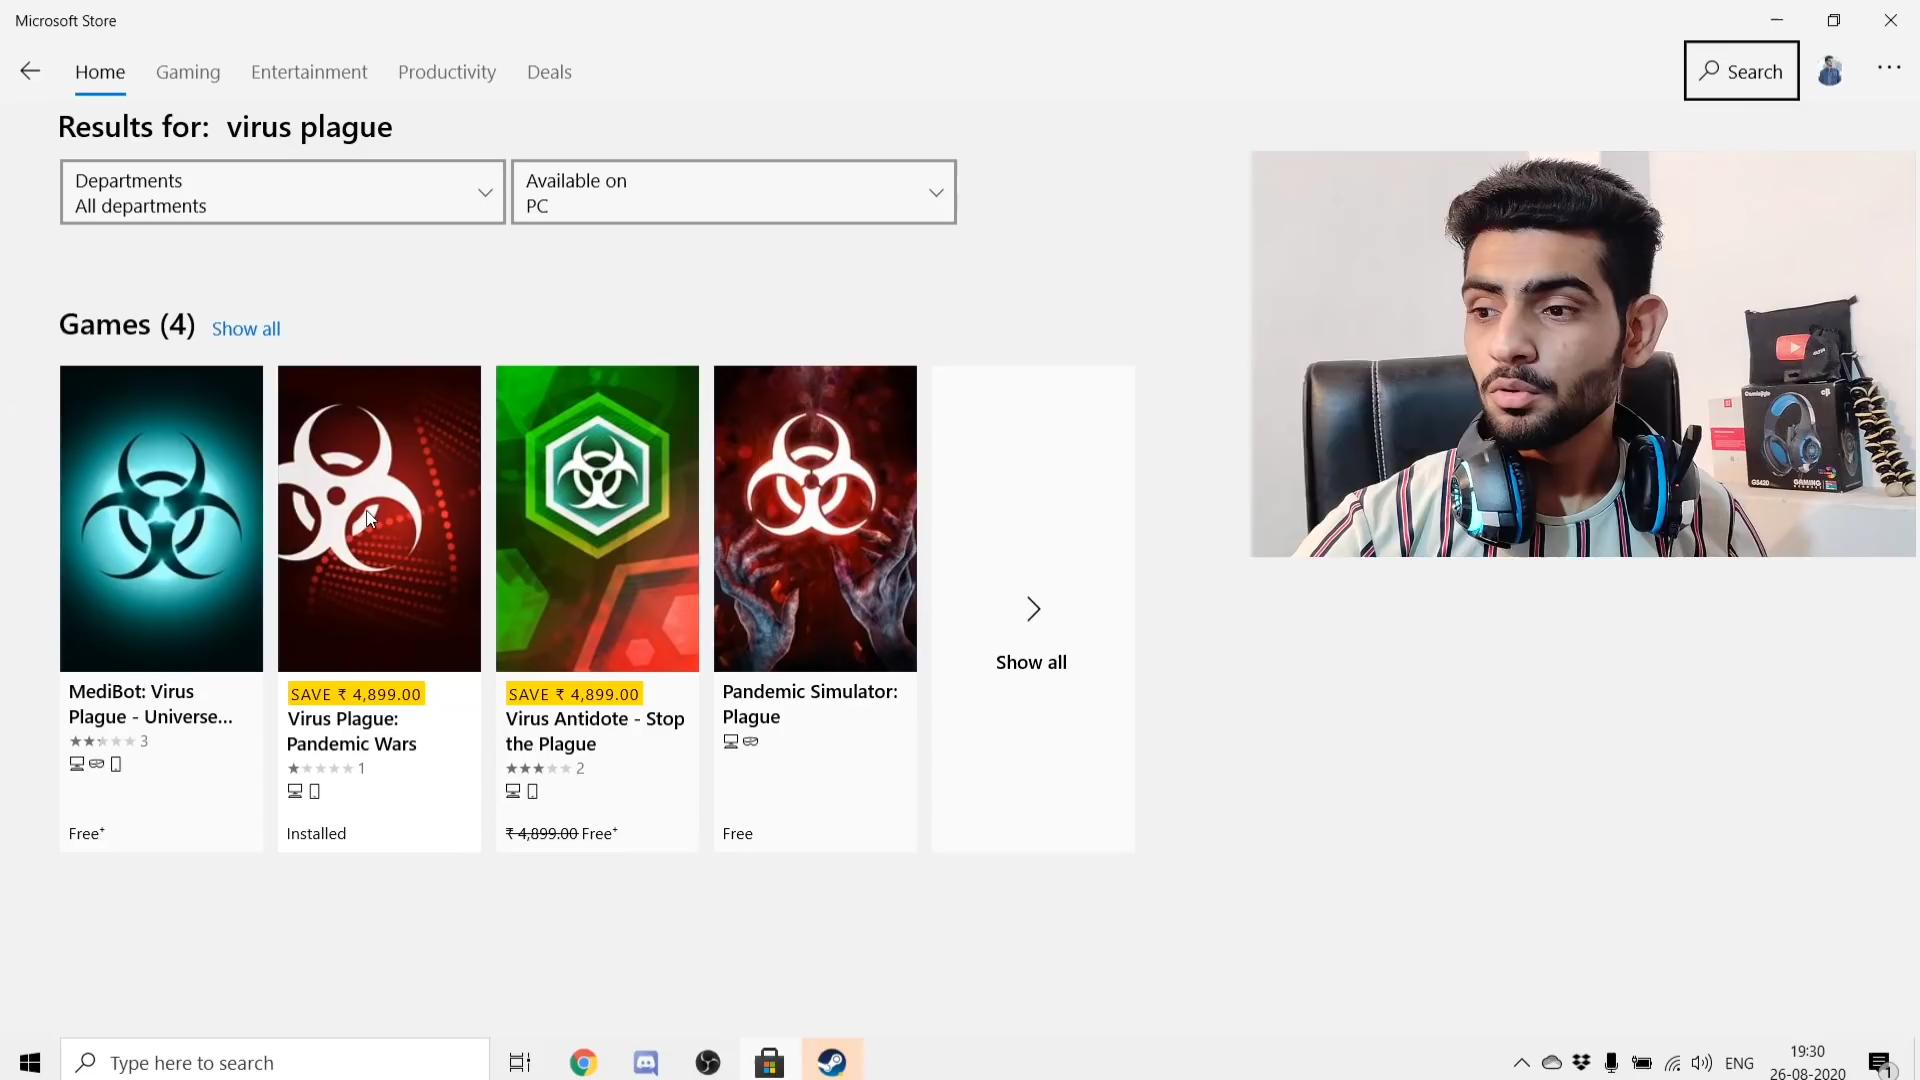 Microsoft Store
Home Gaming Entertainment Productivity Deals
Search
Results for: virus plague
Departments
All departments
Available on
PC
Games (4) Show all
MediBot: Virus
Plague - Universe...
3
Free+
SAVE ₹ 4,899.00
Virus Plague:
Pandemic Wars
1
Installed
SAVE ₹ 4,899.00
Virus Antidote - Stop
the Plague
2
₹ 4,899.00 Free+
Pandemic Simulator:
Plague
Free
Show all
GS420
GAMING
Type here to search
ENG
19:30
26-08-2020
1